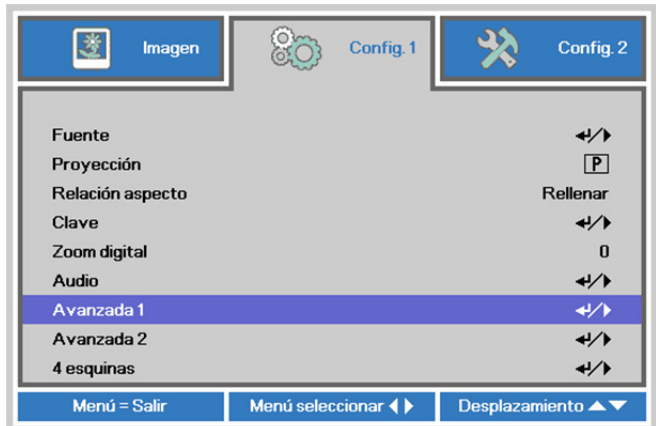 Imagen Config. 1 Config. 2
Fuente
Proyección P
Relación aspecto Rellenar
Clave
Zoom digital 0
Audio
Avanzada 1
Avanzada 2
4 esquinas
Menú = Salir Menú seleccionar Desplazamiento